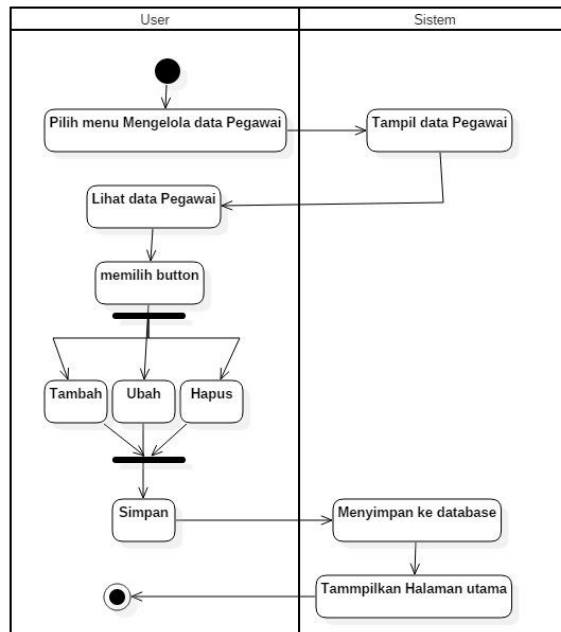 User
Sistem
Pilih menu Mengelola data Pegawai
Tampil data Pegawai
Lihat data Pegawai
memilih button
Tambah
Ubah
Hapus
Simpan
Menyimpan ke database
Tammpilkan Halaman utama